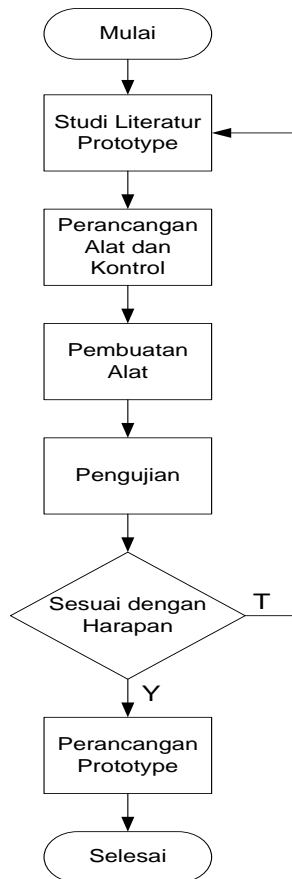 Mulai
Studi Literatur
Prototype
Perancangan
Alat dan
Kontrol
Pembuatan
Alat
Pengujian
Sesuai dengan
Harapan
T
Y
Perancangan
Prototype
Selesai